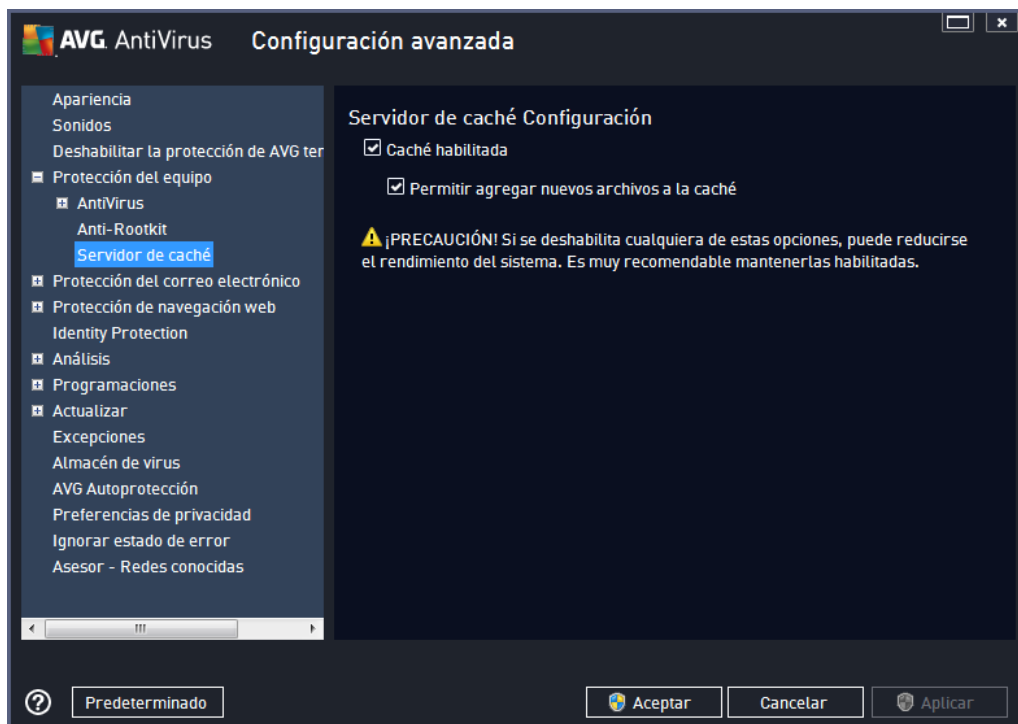 AVG. AntiVirus Configuración avanzada
Apariencia
Sonidos
Deshabilitar la protección de AVG ter
Protección del equipo
AntiVirus
Anti-Rootkit
Servidor de caché
Protección del correo electrónico
Protección de navegación web
Identity Protection
Análisis
Programaciones
Actualizar
Excepciones
Almacén de virus
AVG Autoprotección
Preferencias de privacidad
Ignorar estado de error
Asesor - Redes conocidas
Servidor de caché Configuración
Caché habilitada
Permitir agregar nuevos archivos a la caché
¡PRECAUCIÓN! Si se deshabilita cualquiera de estas opciones, puede reducirse
el rendimiento del sistema. Es muy recomendable mantenerlas habilitadas.
Predeterminado
Aceptar
Cancelar
Aplicar